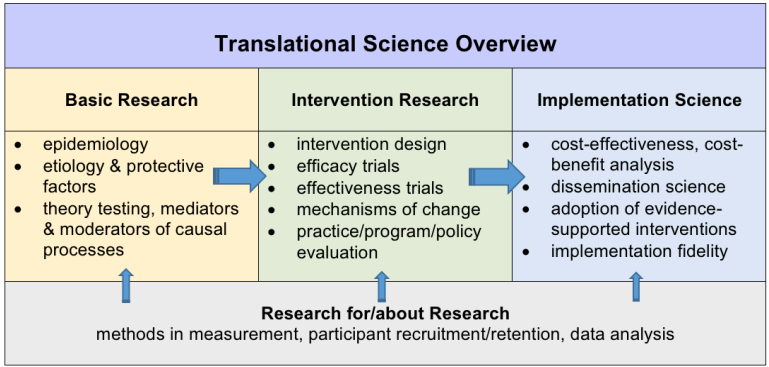 Translational Science Overview
Basic Research
Intervention Research
Implementation Science
• epidemiology
• etiology & protective
factors
• theory testing, mediators
& moderators of causal
processes
• intervention design
• efficacy trials
• effectiveness trials
• mechanisms of change
• practice/program/policy
evaluation
• cost-effectiveness, cost-
benefit analysis
• dissemination science
• adoption of evidence-
supported interventions
• implementation fidelity
Research for/about Research
methods in measurement, participant recruitment/retention, data analysis